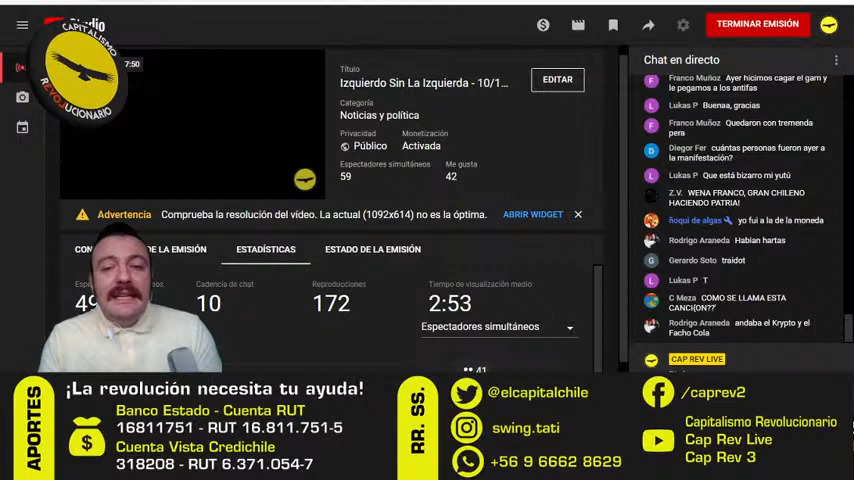 Studio
TERMINAR EMISIÓN
CAPITALISMO
REVOLUCIONARIO
7:50
Título
Izquierdo Sin La Izquierda - 10/1...
EDITAR
Categoría
Noticias y política
Privacidad
Monetización
Público
Activada
Espectadores simultáneos
Me gusta
59
42
Advertencia
Comprueba la resolución del vídeo. La actual (1092x614) no es la óptima.
ABRIR WIDGET
DE LA EMISIÓN
ESTADÍSTICAS
ESTADO DE LA EMISIÓN
Cadencia de chat
Reproducciones
Tiempo de visualización medio
10
172
2:53
Espectadores simultáneos
41
Chat en directo
Franco Muñoz Ayer hicimos cagar el gam y
le pegamos a los antifas
Lukas P Buenaa, gracias
Franco Muñoz Quedaron con tremenda
pera
Diegor Fer cuántas personas fueron ayer a
la manifestación?
Lukas P Que está bizarro mi yutú
Z.V. WENA FRANCO, GRAN CHILENO
HACIENDO PATRIA!
ñoqui de algas yo fui a la de la moneda
Rodrigo Araneda Habian hartas
Gerardo Soto traidot
Lukas P T
C Meza COMO SE LLAMA ESTA
CANCI{ON??'
Rodrigo Araneda andaba el Krypto y el
Facho Cola
CAP REV LIVE
APORTES
¡La revolución necesita tu ayuda!
Banco Estado - Cuenta RUT
16811751 - RUT 16.811.751-5
Cuenta Vista Credichile
318208 - RUT 6.371.054-7
RR. SS.
@elcapitalchile
swing.tati
+56 9 6662 8629
/caprev2
Capitalismo Revolucionario
Cap Rev Live
Cap Rev 3